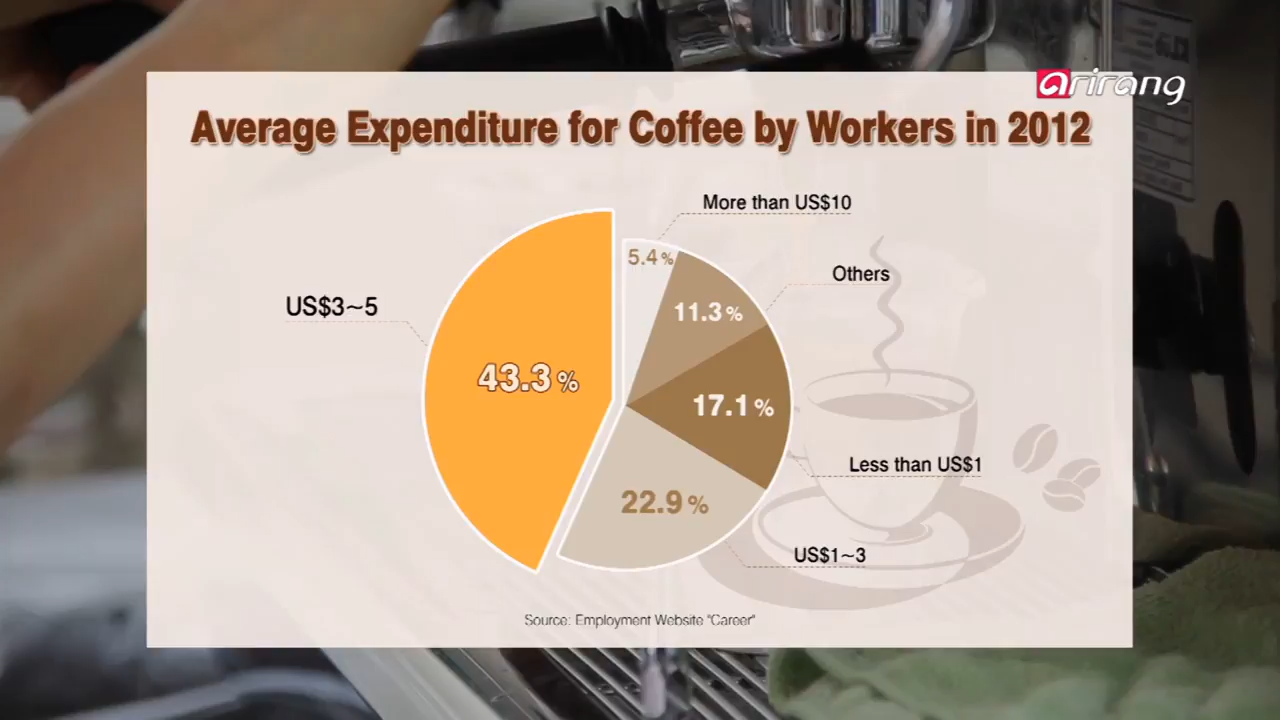 arirang
Average Expenditure for Coffee by Workers in 2012
More than US$10
5.4%
Others
11.3%
US$3~5
43.3%
17.1%
Less than US$1
22.9%
US$1~3
Source: Employment Website "Career"